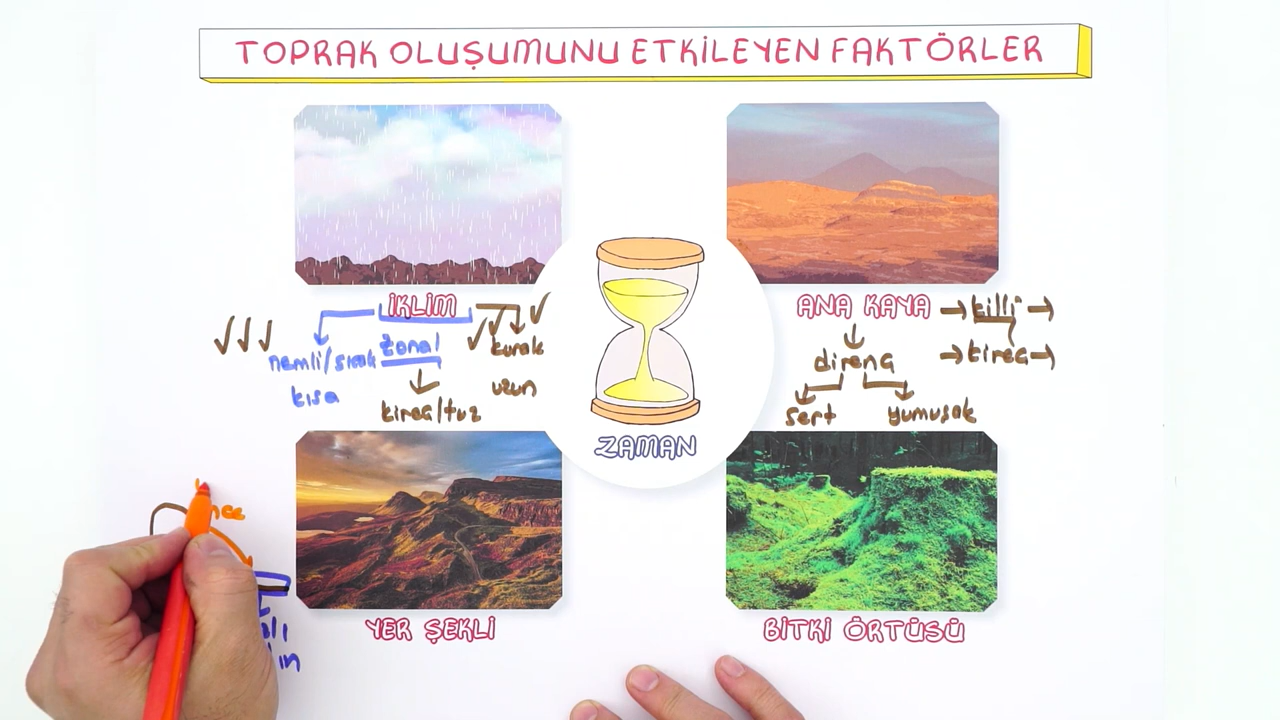 TOPRAK OLUŞUMUNU ETKİLEYEN FAKTÖRLER
İKLİM
nemli/sıcak
zonal
kurak
kısa
uzun
kireç/tuz
ANA KAYA
killi
kireç
direnç
sert
yumuşak
ZAMAN
YER ŞEKLİ
BİTKİ ÖRTÜSÜ